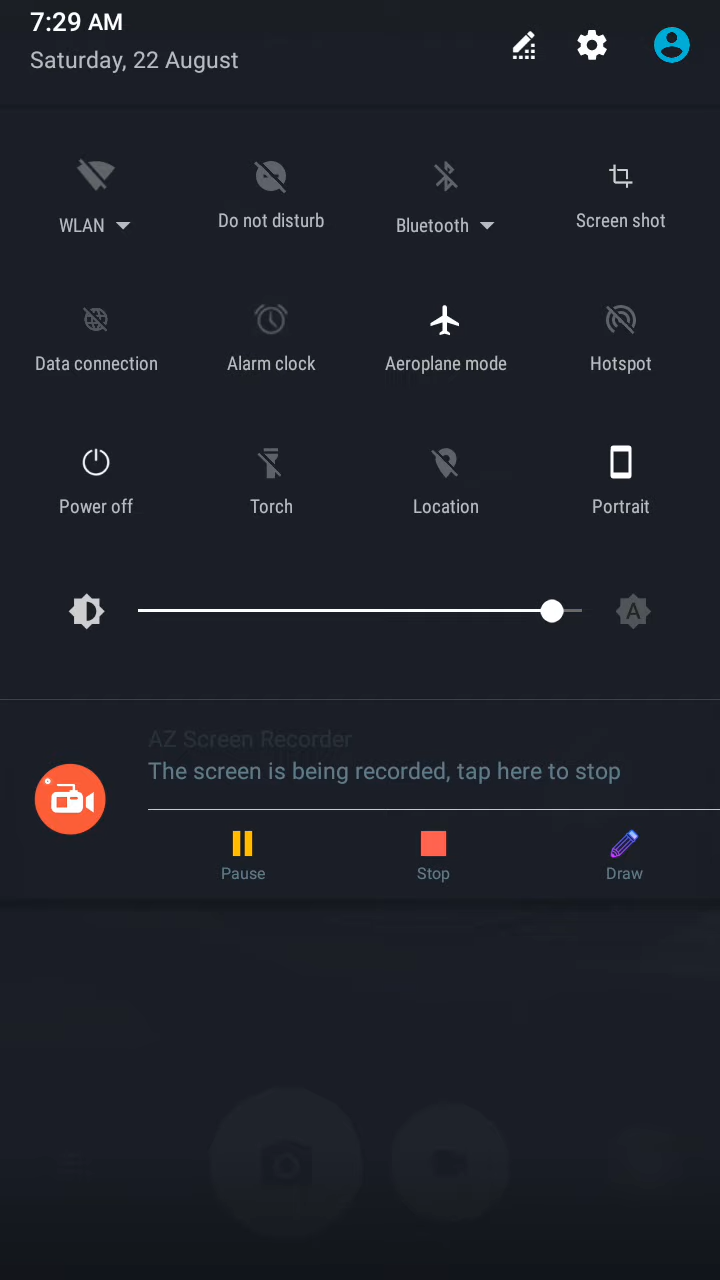 7:29 AM
Saturday, 22 August
WLAN
Do not disturb
Bluetooth
Screen shot
Data connection
Alarm clock
Aeroplane mode
Hotspot
Power off
Torch
Location
Portrait
A
AZ Screen Recorder
The screen is being recorded, tap here to stop
Pause
Stop
Draw